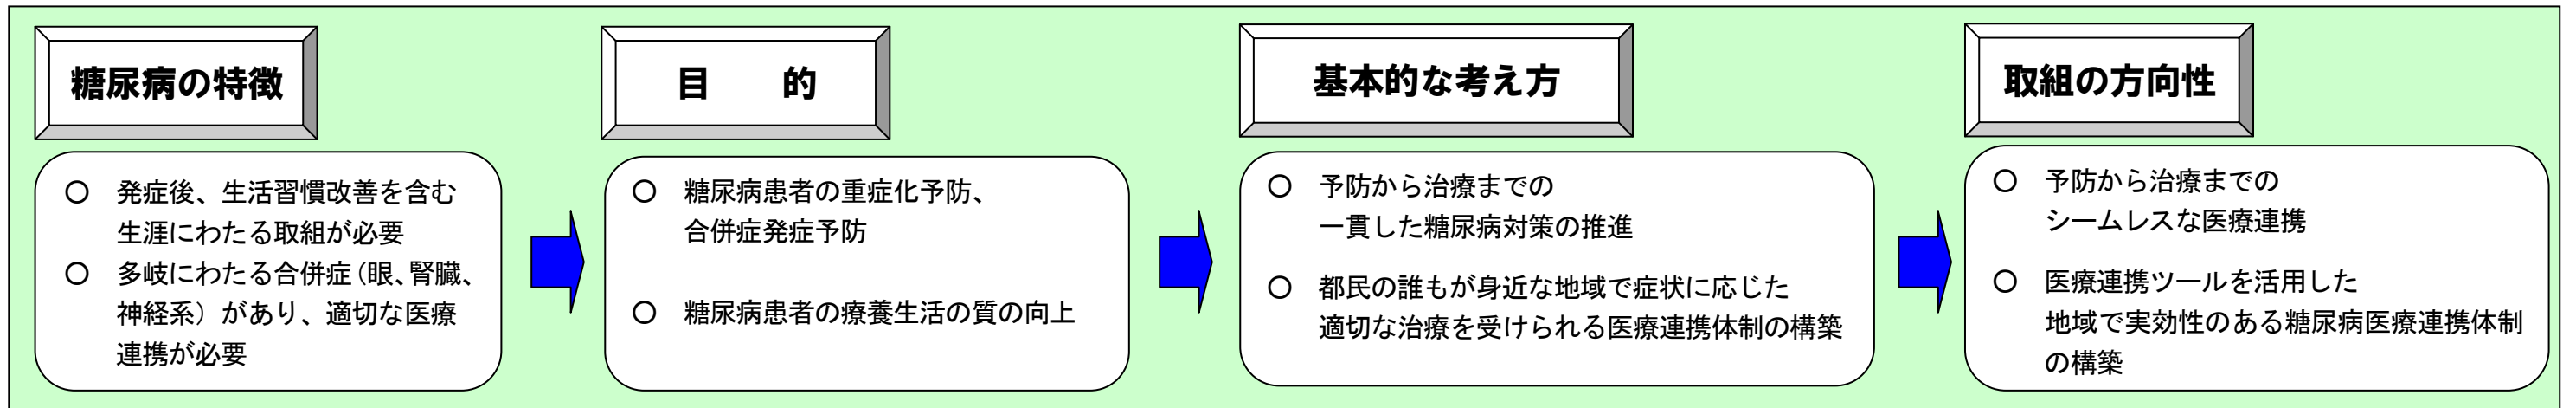 糖尿病の特徴
○ 発症後、生活習慣改善を含む
生涯にわたる取組が必要
○ 多岐にわたる合併症（眼、腎臓、
神経系）があり、適切な医療
連携が必要
目　　的
○ 糖尿病患者の重症化予防、
合併症発症予防
○ 糖尿病患者の療養生活の質の向上
基本的な考え方
○ 予防から治療までの
一貫した糖尿病対策の推進
○ 都民の誰もが身近な地域で症状に応じた
適切な治療を受けられる医療連携体制の構築
取組の方向性
○ 予防から治療までの
シームレスな医療連携
○ 医療連携ツールを活用した
地域で実効性のある糖尿病医療連携体制
の構築